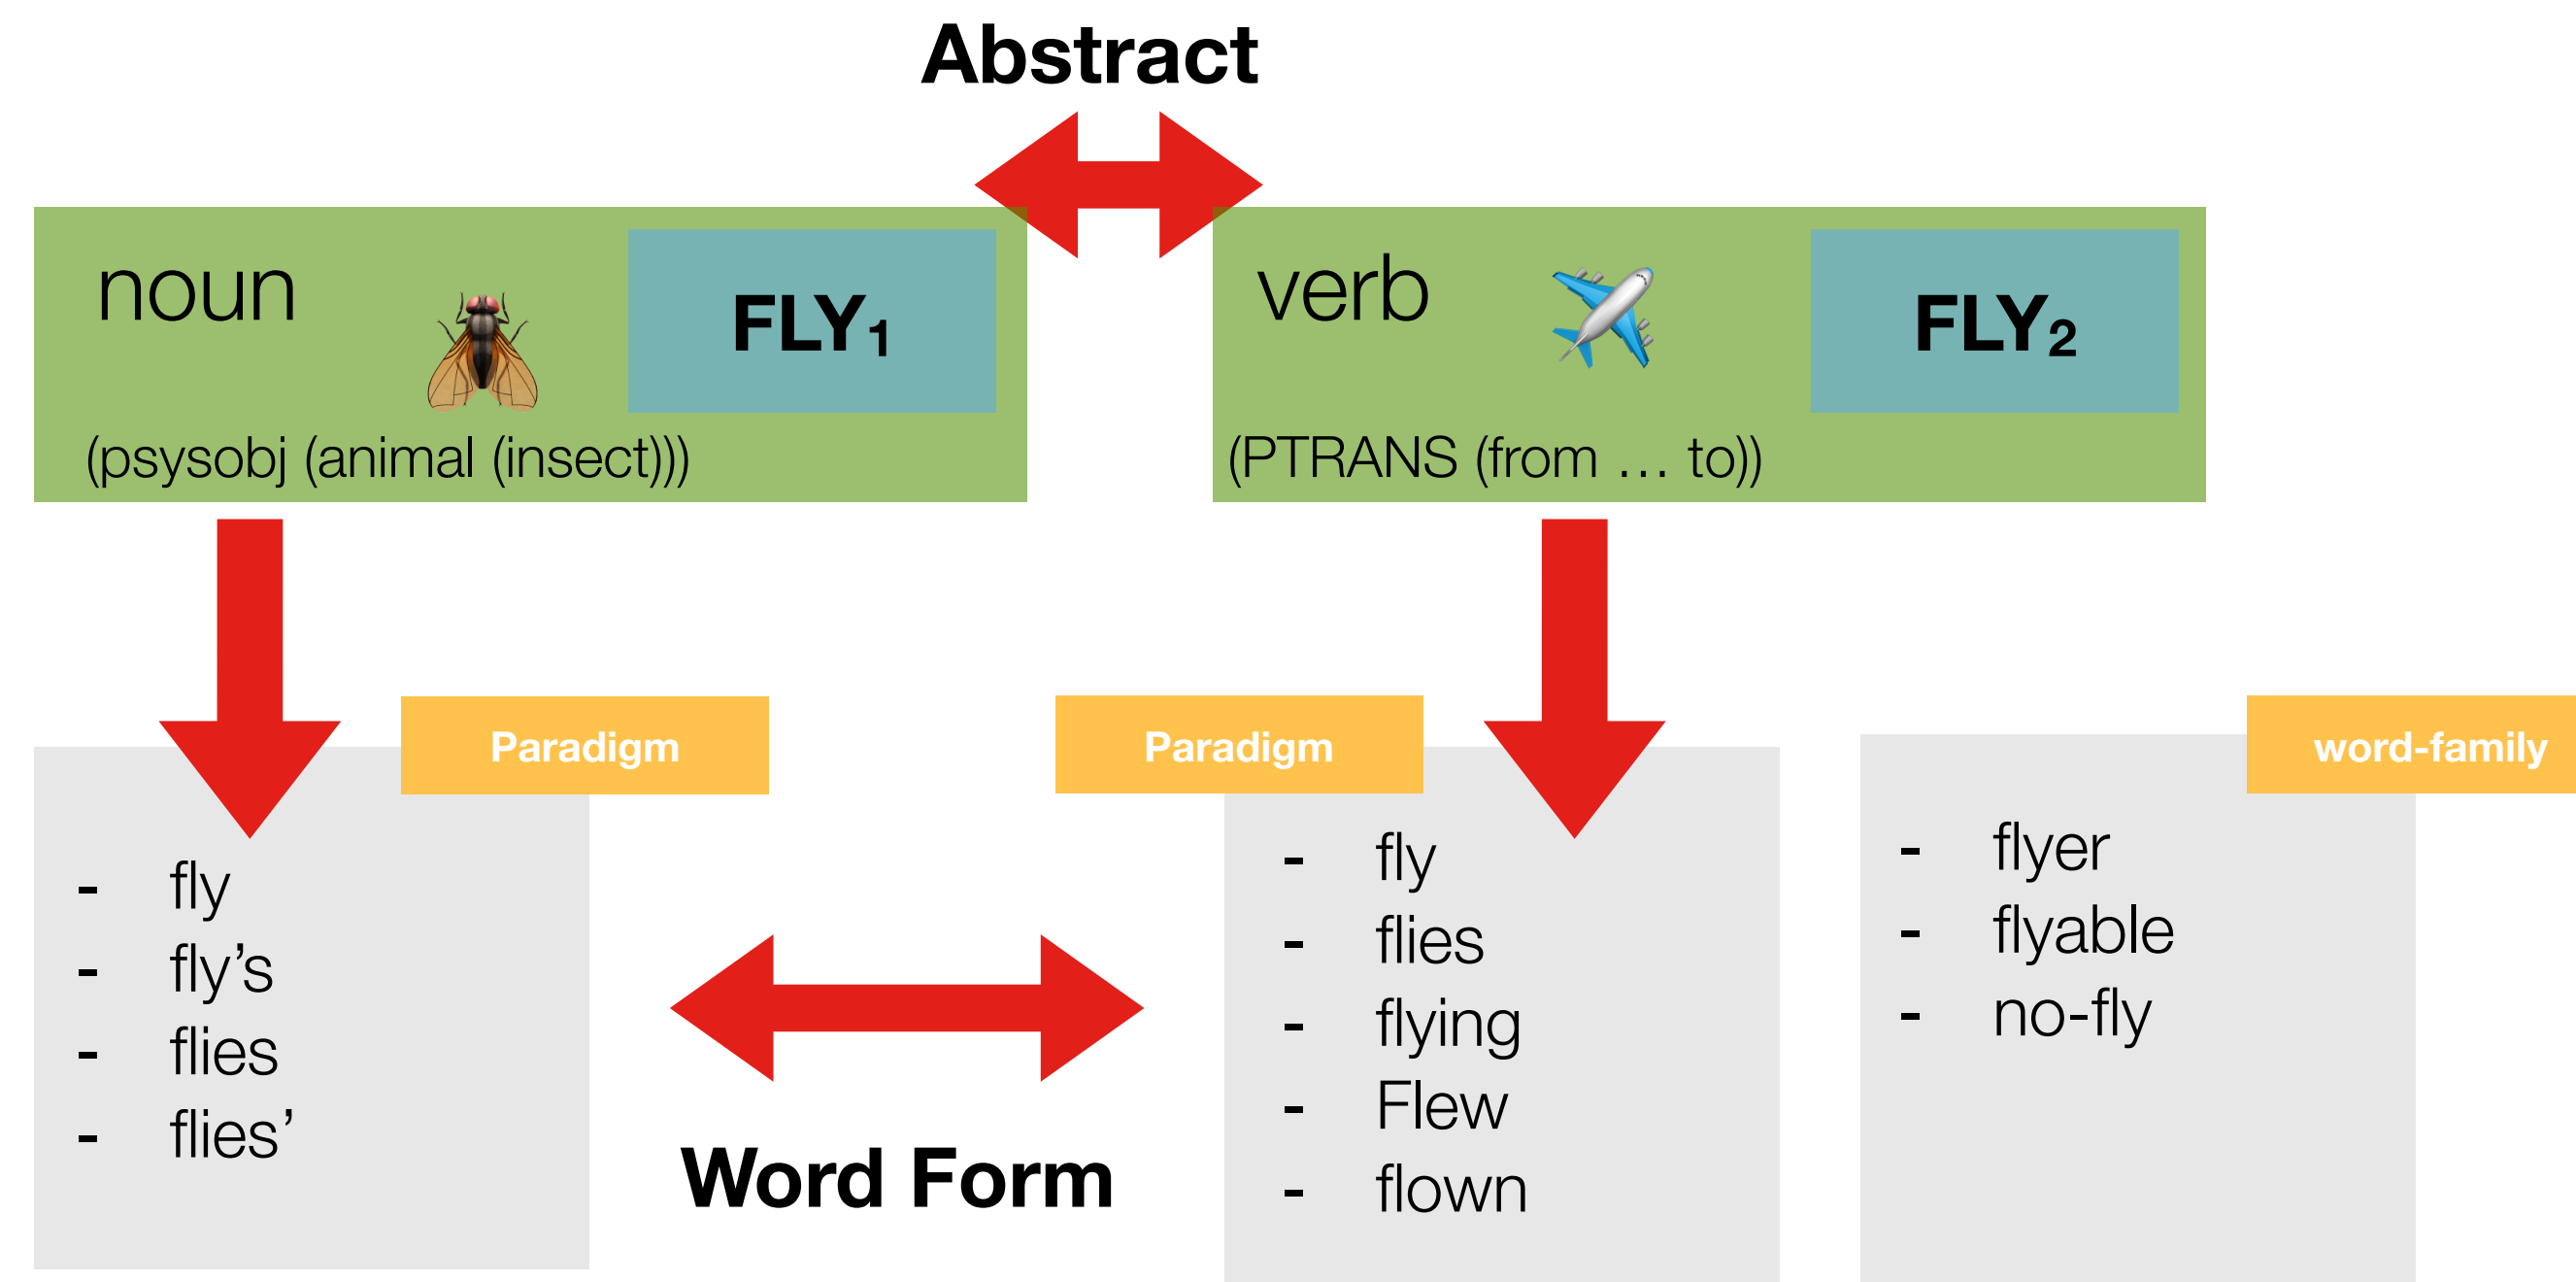 Abstract
noun
FLY₁
(psysobj (animal (insect)))
verb
FLY₂
(PTRANS (from … to))
Paradigm
- fly
- fly’s
- flies
- flies’
Word Form
Paradigm
- fly
- flies
- flying
- Flew
- flown
word-family
- flyer
- flyable
- no-fly